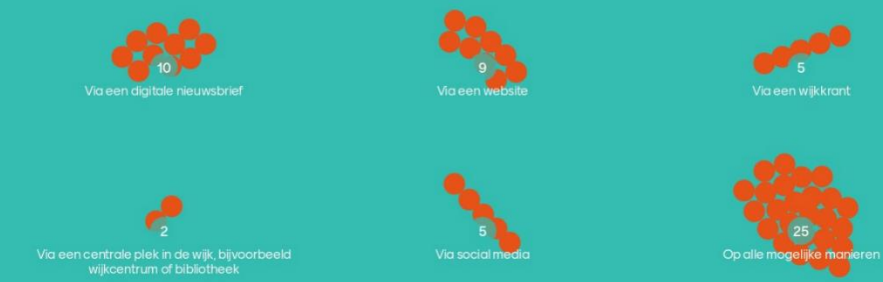 10
Via een digitale nieuwsbrief
9
Via een website
5
Via een wijkkrant
2
Via een centrale plek in de wijk, bijvoorbeeld
wijkcentrum of bibliotheek
5
Via social media
25
Op alle mogelijke manieren